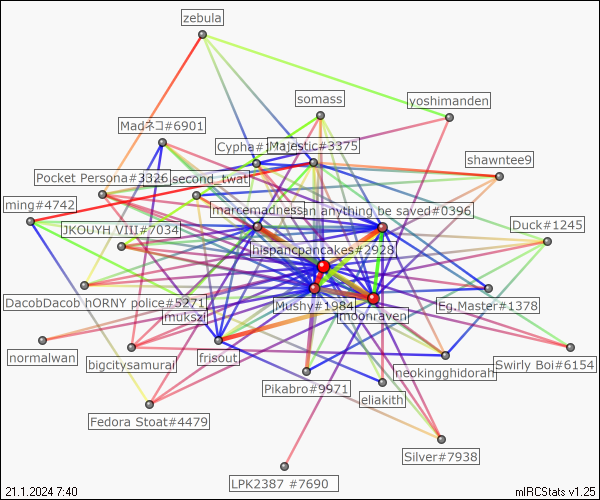 zebula
somass
yoshimanden
Madネコ#6901
Majestic#3375
shawntee9
Pocket Persona#3326
second_twat
ming#4742
marcemadness
an anything be saved#0396
Duck#1245
JKOUYH VIII#7034
hispancpancakes#2928
DacobDacob hORNY police#5271
Mushy#1984
Eg.Master#1378
mukszi
moonraven
normalwan
bigcitysamurai
frisout
neokingghidorah
Swirly Boi#6154
Pikabro#9971
eliakith
Fedora Stoat#4479
Silver#7938
LPK2387 #7690
21.1.2024 7:40
mIRCStats v1.25